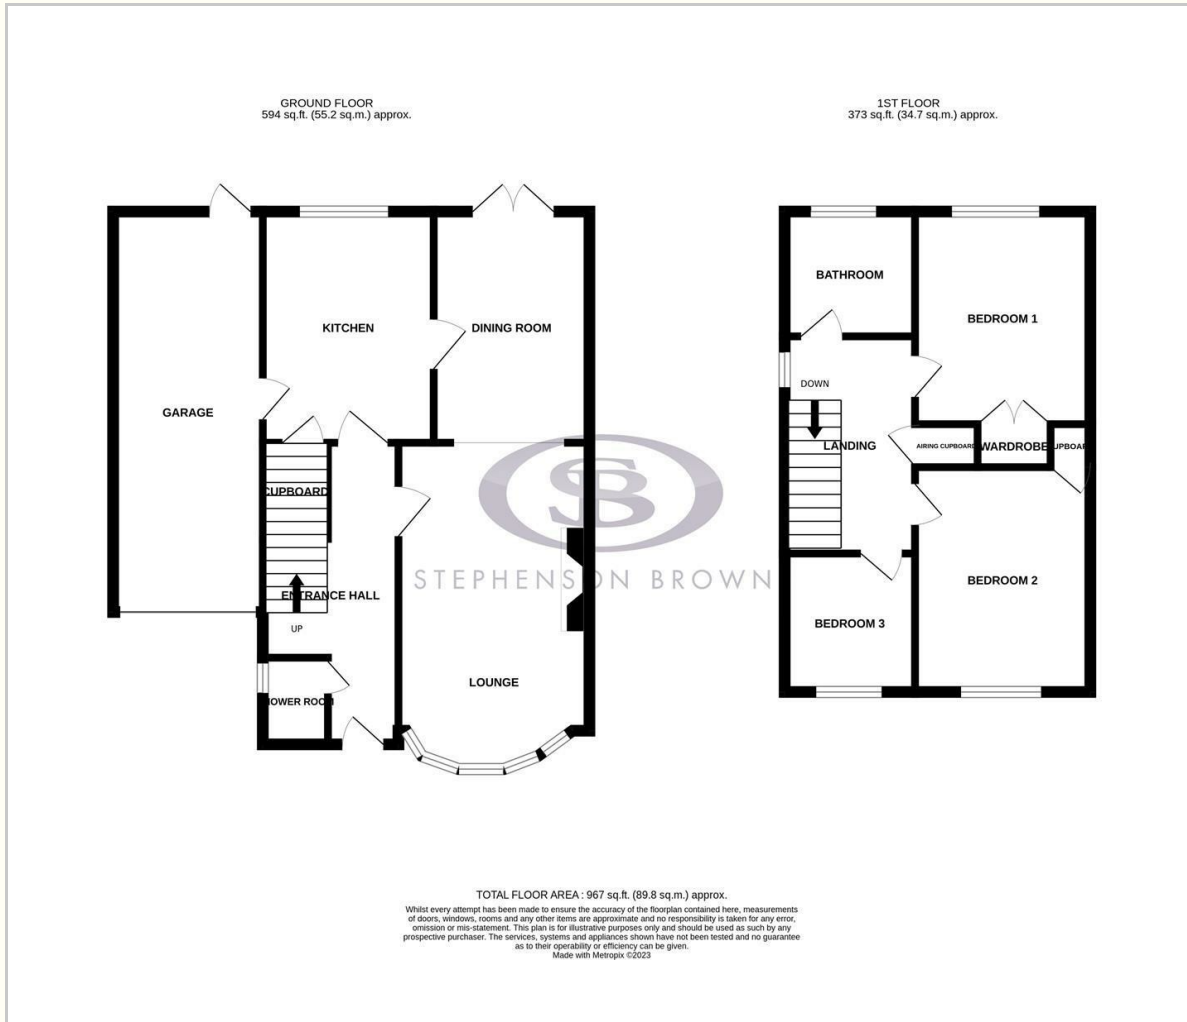 GROUND FLOOR
594 sq.ft. (55.2 sq.m.) approx.
1ST FLOOR
373 sq.ft. (34.7 sq.m.) approx.
KITCHEN
DINING ROOM
GARAGE
CUPBOARD
ENTRANCE HALL
UP
HOWER ROOM
LOUNGE
BATHROOM
BEDROOM 1
DOWN
LANDING
AIRING CUPBOARD
WARDROBE
UPBOAR
BEDROOM 2
BEDROOM 3
SB
STEPHENSON BROWN
TOTAL FLOOR AREA : 967 sq.ft. (89.8 sq.m.) approx.
Whilst every attempt has been made to ensure the accuracy of the floorplan contained here, measurements
of doors, windows, rooms and any other items are approximate and no responsibility is taken for any error,
omission or mis-statement. This plan is for illustrative purposes only and should be used as such by any
prospective purchaser. The services, systems and appliances shown have not been tested and no guarantee
as to their operability or efficiency can be given.
Made with Metropix ©2023